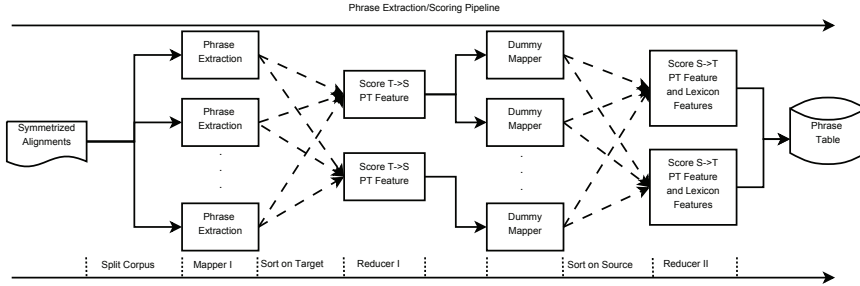 Phrase Extraction/Scoring Pipeline
Symmetrized
Alignments
Phrase
Extraction
Phrase
Extraction
.
.
.
Phrase
Extraction
Score T->S
PT Feature
Score T->S
PT Feature
Dummy
Mapper
Dummy
Mapper
.
.
.
Dummy
Mapper
Score S->T
PT Feature
and Lexicon
Features
Score S->T
PT Feature
and Lexicon
Features
Phrase
Table
Split Corpus
Mapper I
Sort on Target
Reducer I
Sort on Source
Reducer II